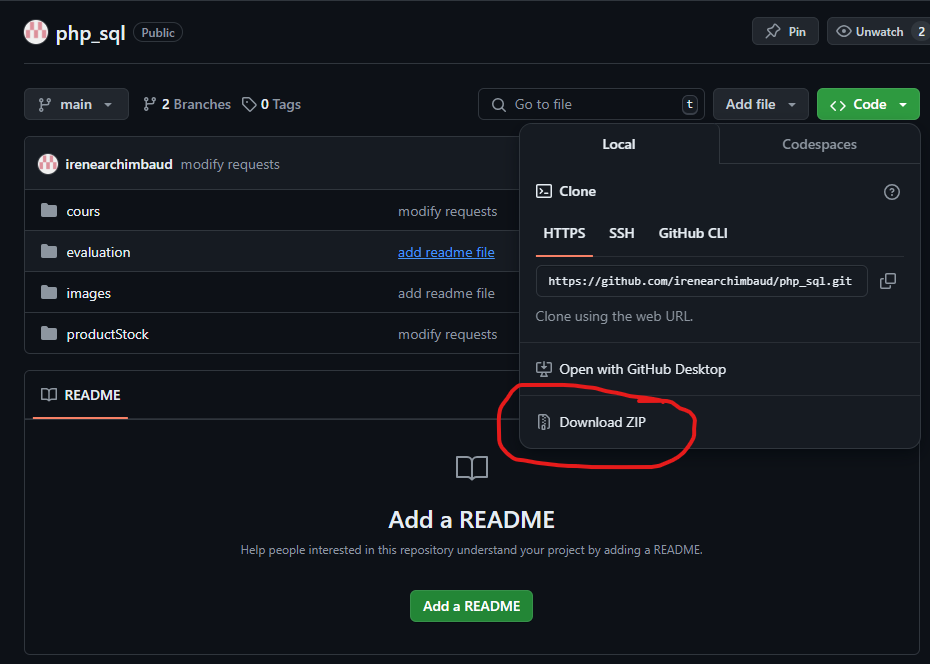 php_sql Public Pin Unwatch 2
main 2 Branches 0 Tags Go to file t Add file Code
Local Codespaces
irenearchimbaud modify requests
Clone
cours modify requests
HTTPS SSH GitHub CLI
evaluation add readme file
https://github.com/irenearchimbaud/php_sql.git
images add readme file
Clone using the web URL.
productStock modify requests
Open with GitHub Desktop
README
Download ZIP
Add a README
Help people interested in this repository understand your project by adding a README.
Add a README